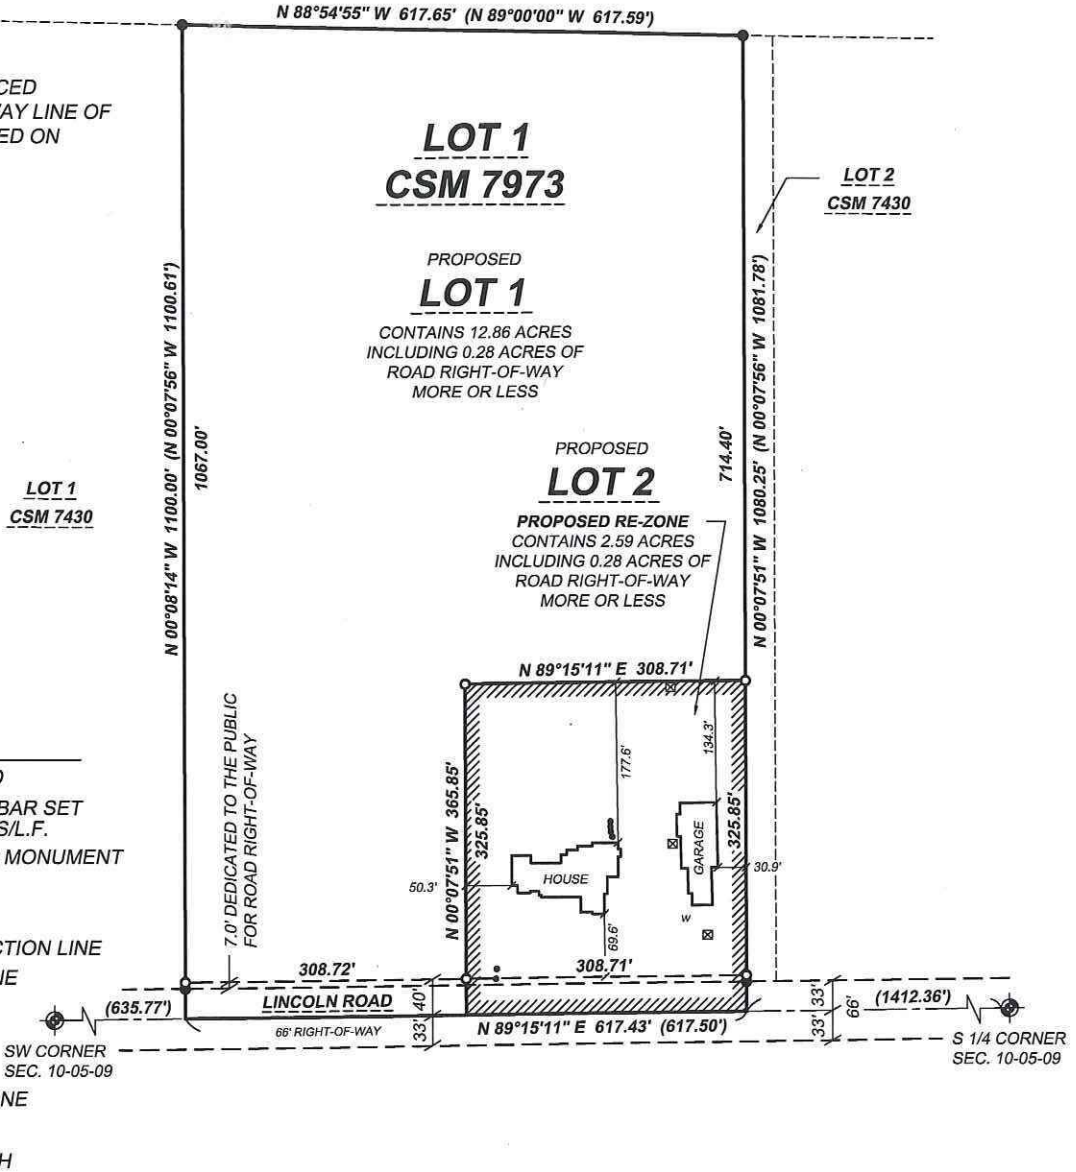 N 88°54'55" W 617.65' (N 89°00'00" W 617.59')
CED
AY LINE OF
ED ON
LOT 1
CSM 7973
LOT 2
CSM 7430
PROPOSED
LOT 1
CONTAINS 12.86 ACRES
INCLUDING 0.28 ACRES OF
ROAD RIGHT-OF-WAY
MORE OR LESS
N 00°08'14" W 1100.00' (N 00°07'56" W 1100.61')
1067.00'
714.40'
N 00°07'51" W 1080.25' (N 00°07'56" W 1081.78')
LOT 1
CSM 7430
PROPOSED
LOT 2
PROPOSED RE-ZONE
CONTAINS 2.59 ACRES
INCLUDING 0.28 ACRES OF
ROAD RIGHT-OF-WAY
MORE OR LESS
N 89°15'11" E 308.71'
7.0' DEDICATED TO THE PUBLIC
FOR ROAD RIGHT-OF-WAY
N 00°07'51" W 365.85'
325.85'
177.6'
134.3'
325.85'
BAR SET
S/L.F.
MONUMENT
HOUSE
GARAGE
50.3'
30.9'
W
69.6'
CTION LINE
NE
308.72'
308.71'
(635.77')
LINCOLN ROAD
40'
33'
(1412.36')
66'
66' RIGHT-OF-WAY
33'
N 89°15'11" E 617.43' (617.50')
33'
SW CORNER
SEC. 10-05-09
S 1/4 CORNER
SEC. 10-05-09
NE
H